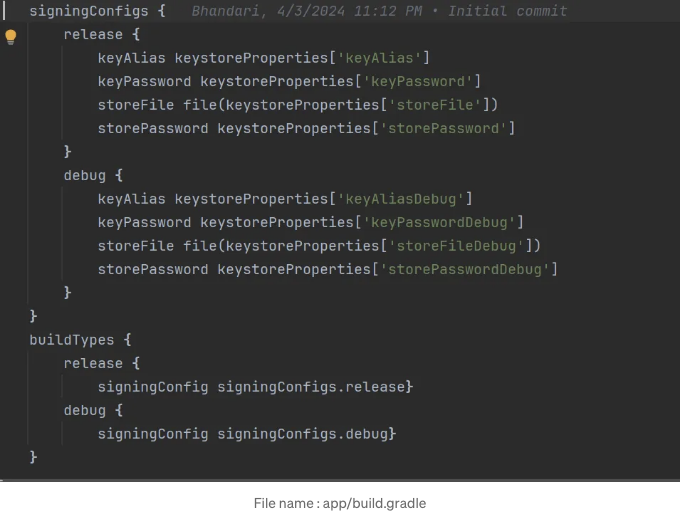 signingConfigs {   Bhandari, 4/3/2024 11:12 PM • Initial commit
    release {
        keyAlias keystoreProperties['keyAlias']
        keyPassword keystoreProperties['keyPassword']
        storeFile file(keystoreProperties['storeFile'])
        storePassword keystoreProperties['storePassword']
    }
    debug {
        keyAlias keystoreProperties['keyAliasDebug']
        keyPassword keystoreProperties['keyPasswordDebug']
        storeFile file(keystoreProperties['storeFileDebug'])
        storePassword keystoreProperties['storePasswordDebug']
    }
}
buildTypes {
    release {
        signingConfig signingConfigs.release}
    debug {
        signingConfig signingConfigs.debug}
}
File name : app/build.gradle